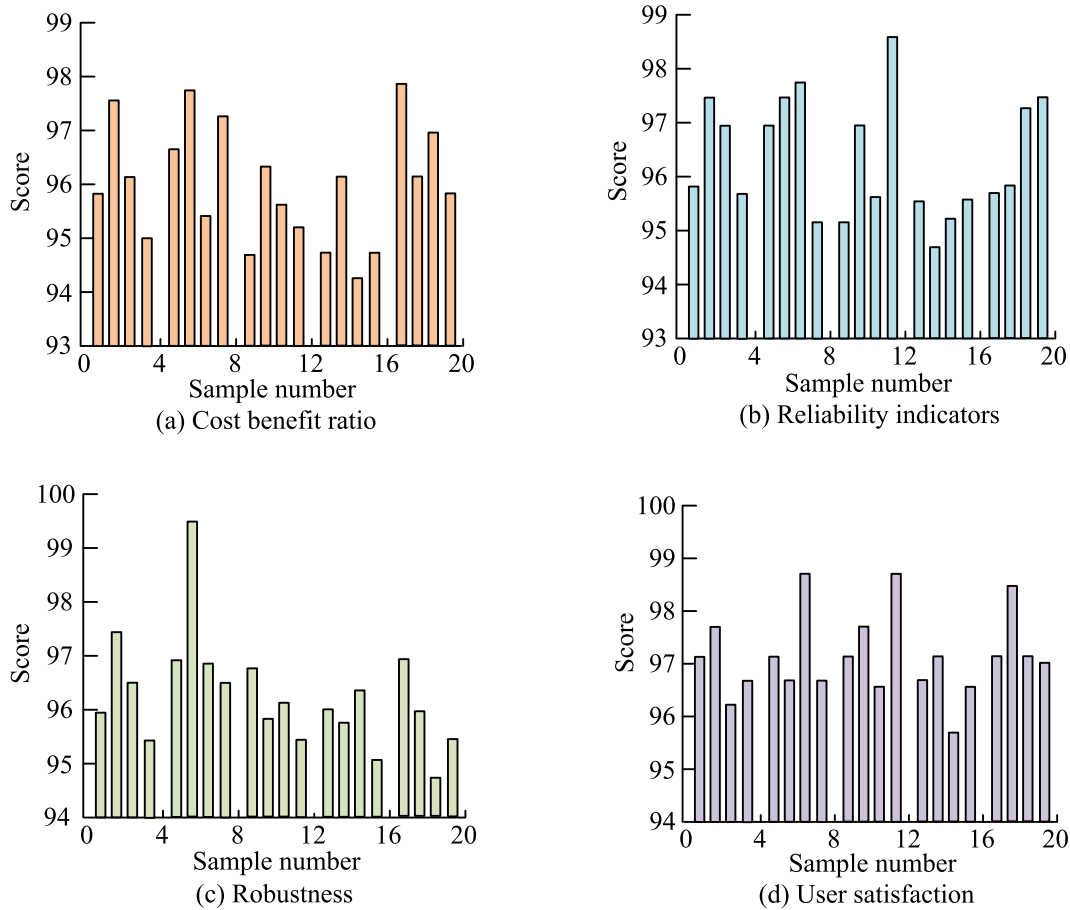 99
98
97
96
95
94
93
Score
0 4 8 12 16 20
Sample number
(a) Cost benefit ratio
99
98
97
96
95
94
93
Score
0 4 8 12 16 20
Sample number
(b) Reliability indicators
100
99
98
97
96
95
94
Score
0 4 8 12 16 20
Sample number
(c) Robustness
100
99
98
97
96
95
94
Score
0 4 8 12 16 20
Sample number
(d) User satisfaction